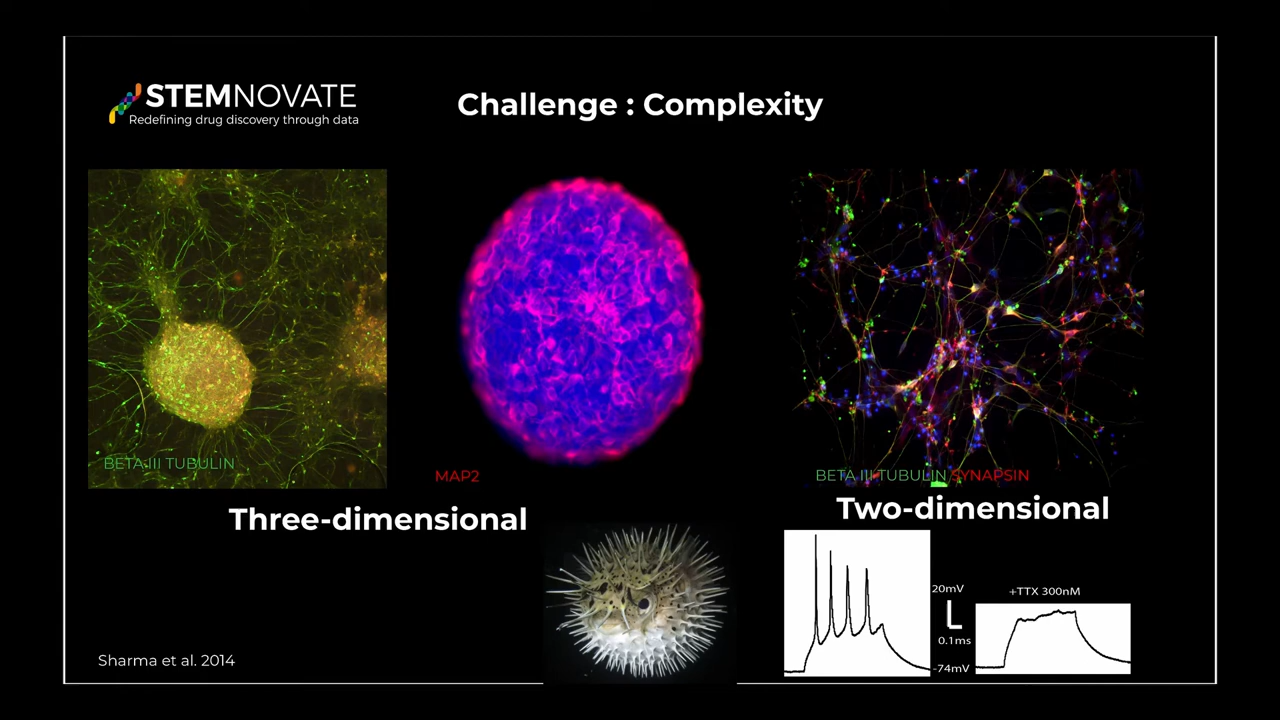 STEMNOVATE
Redefining drug discovery through data
Challenge : Complexity
BETA III TUBULIN
MAP2
BETA III TUBULIN/SYNAPSIN
Three-dimensional
Two-dimensional
20mV
0.1ms
-74mV
+TTX 300nM
Sharma et al. 2014